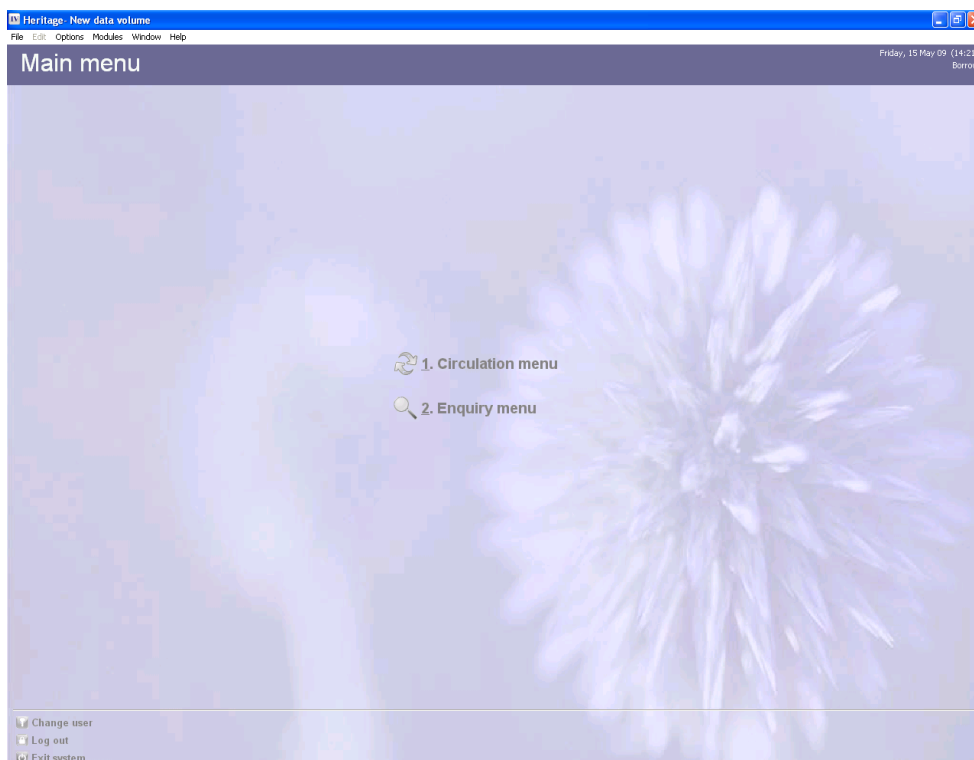 Heritage- New data volume
File Edit Options Modules Window Help
Main menu
Friday, 15 May 09 (14:21
1. Circulation menu
2. Enquiry menu
Change user
Log out
Exit system